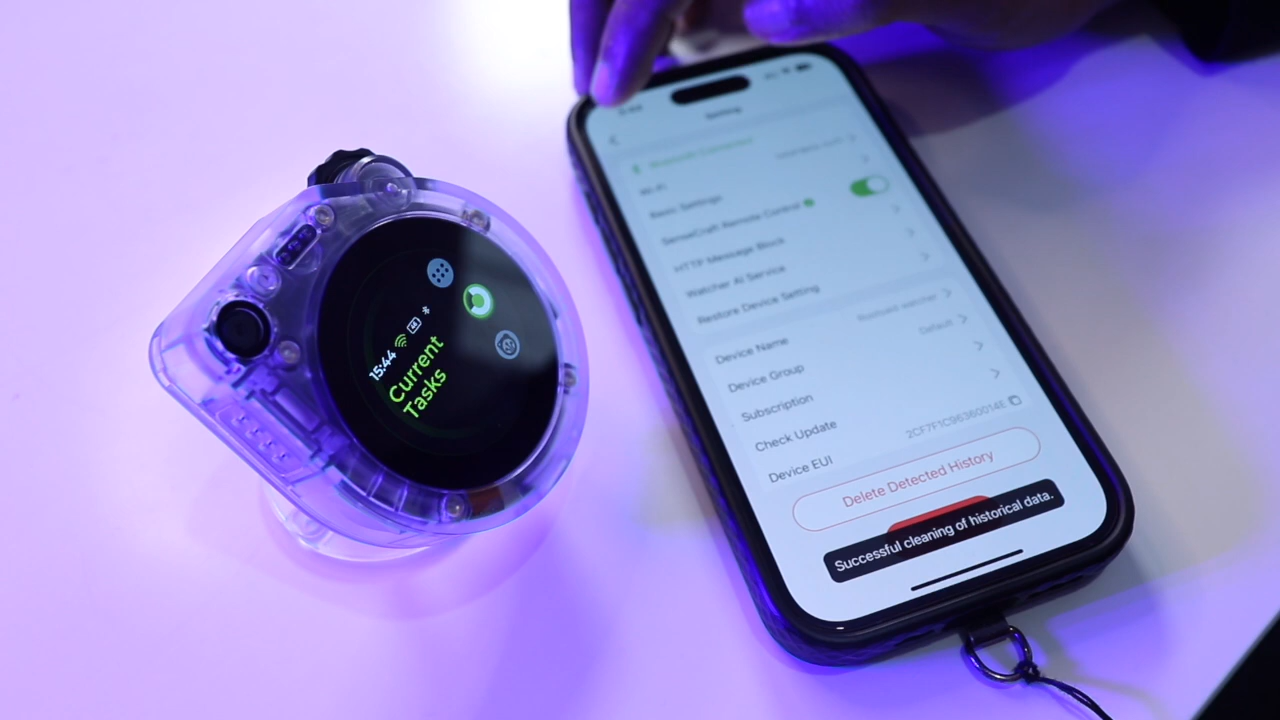 15:44
Current
Tasks
Setting
Wi-Fi
Basic Settings
SenseCraft Remote Control
HTTP Message Block
Watcher AI Service
Restore Device Setting
Device Name
Device Group
Default
Subscription
Check Update
Device EUI
2CF7F1C96360014E
Delete Detected History
Successful cleaning of historical data.